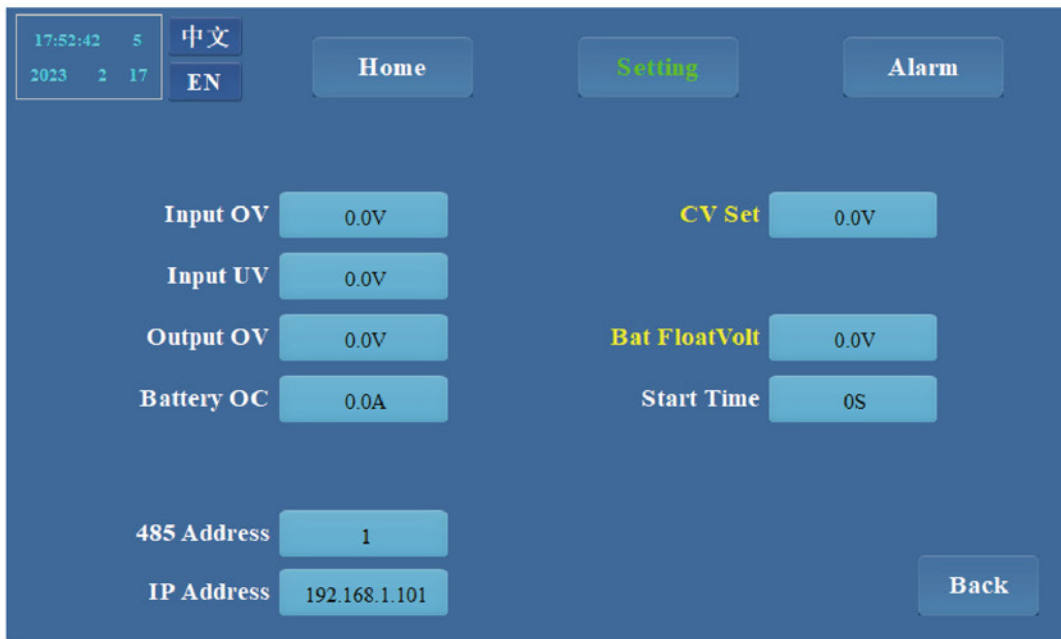 17:52:42 5
2023 2 17
中文
EN
Home
Setting
Alarm
Input OV 0.0V
CV Set 0.0V
Input UV 0.0V
Output OV 0.0V
Bat FloatVolt 0.0V
Battery OC 0.0A
Start Time 0S
485 Address 1
IP Address 192.168.1.101
Back